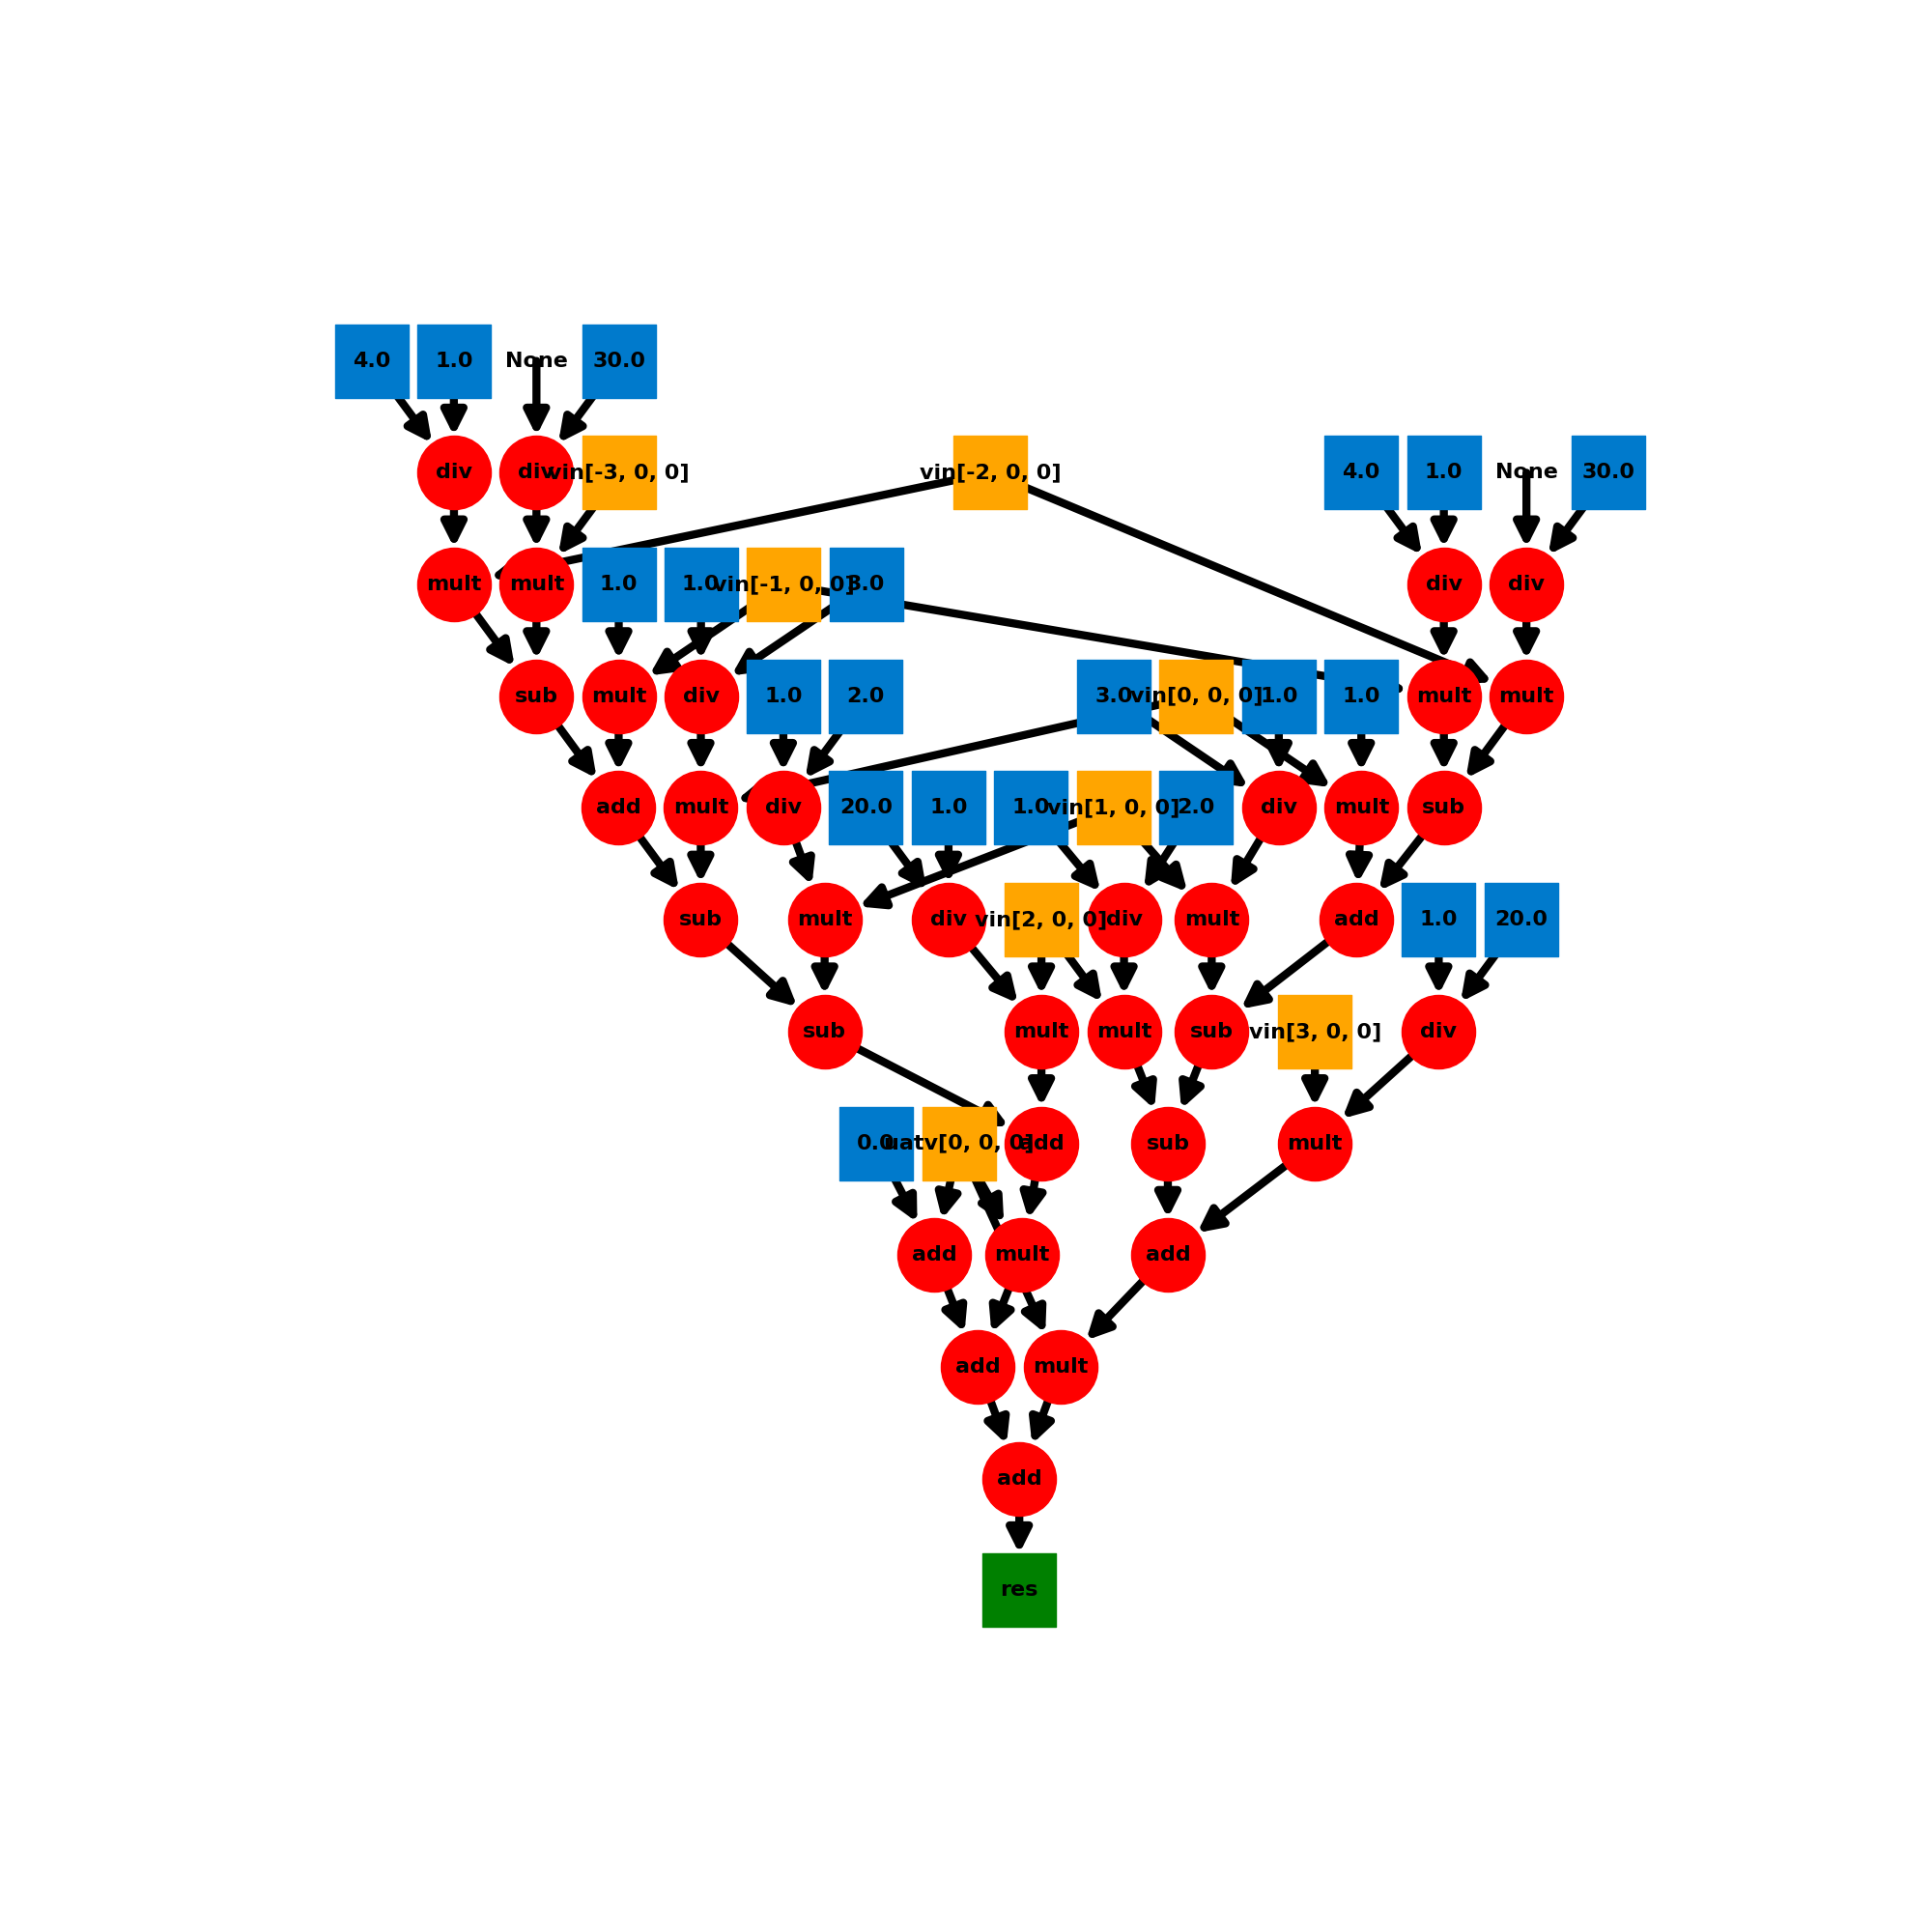 4.0 1.0 None 30.0
div div vin[-3, 0, 0] vin[-2, 0, 0] 4.0 1.0 None 30.0
mult mult 1.0 1.0 vin[-1, 0, 0] 3.0 div div
sub mult div 1.0 2.0 3.0 vin[0, 0, 0] 1.0 1.0 mult mult
add mult div 20.0 1.0 1.0 vin[1, 0, 0] 2.0 div mult sub
sub mult div vin[2, 0, 0] div mult add 1.0 20.0
sub mult mult sub vin[3, 0, 0] div
0.0 uatv[0, 0, 0] add sub mult
add mult add
add mult
add
res